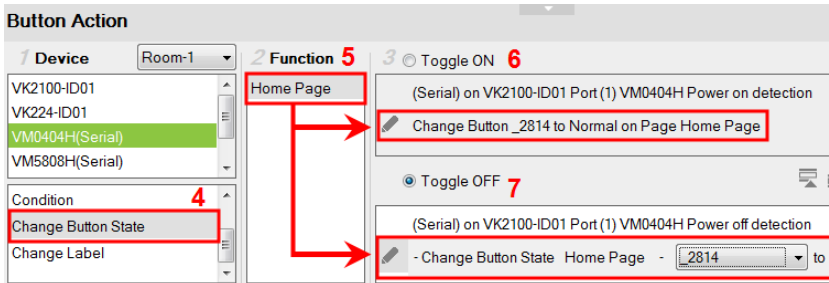 Button Action
1 Device Room-1 2 Function 5 3 Toggle ON 6
VK2100-ID01
VK224-ID01
VM0404H(Serial)
VM5808H(Serial)
Condition 4
Change Button State
Change Label
Home Page
(Serial) on VK2100-ID01 Port (1) VM0404H Power on detection
Change Button _2814 to Normal on Page Home Page
Toggle OFF 7
(Serial) on VK2100-ID01 Port (1) VM0404H Power off detection
- Change Button State Home Page - _2814 to